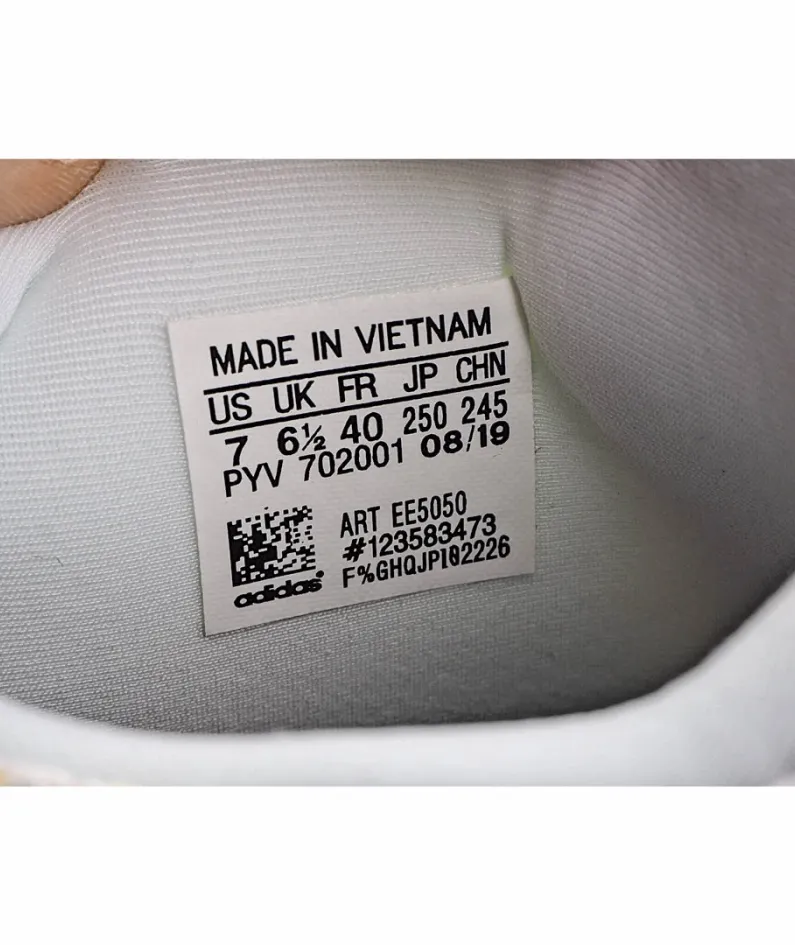 MADE IN VIETNAM
US UK FR JP CHN
7 6½ 40 250 245
PYV 702001 08/19
ART EE5050
#123583473
F%GHQJP102226
adidas